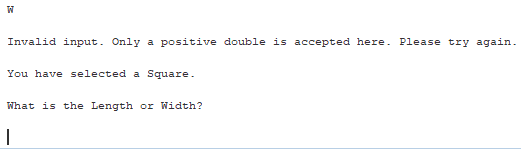 W
Invalid input. Only a positive double is accepted here. Please try again.
You have selected a Square.
What is the Length or Width?